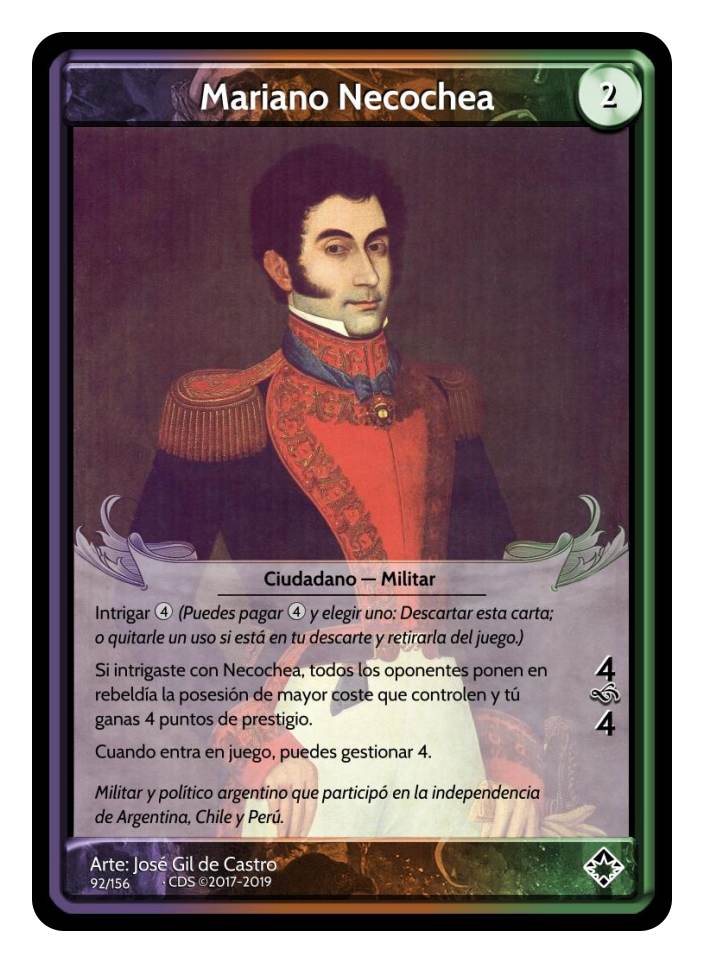 Mariano Necochea
2
Ciudadano — Militar
Intrigar 4 (Puedes pagar 4 y elegir uno: Descartar esta carta;
o quitarle un uso si está en tu descarte y retirarla del juego.)
Si intrigaste con Necochea, todos los oponentes ponen en
rebeldía la posesión de mayor coste que controlen y tú
ganas 4 puntos de prestigio.
4
4
Cuando entra en juego, puedes gestionar 4.
Militar y político argentino que participó en la independencia
de Argentina, Chile y Perú.
Arte: José Gil de Castro
92/156 · CDS ©2017-2019